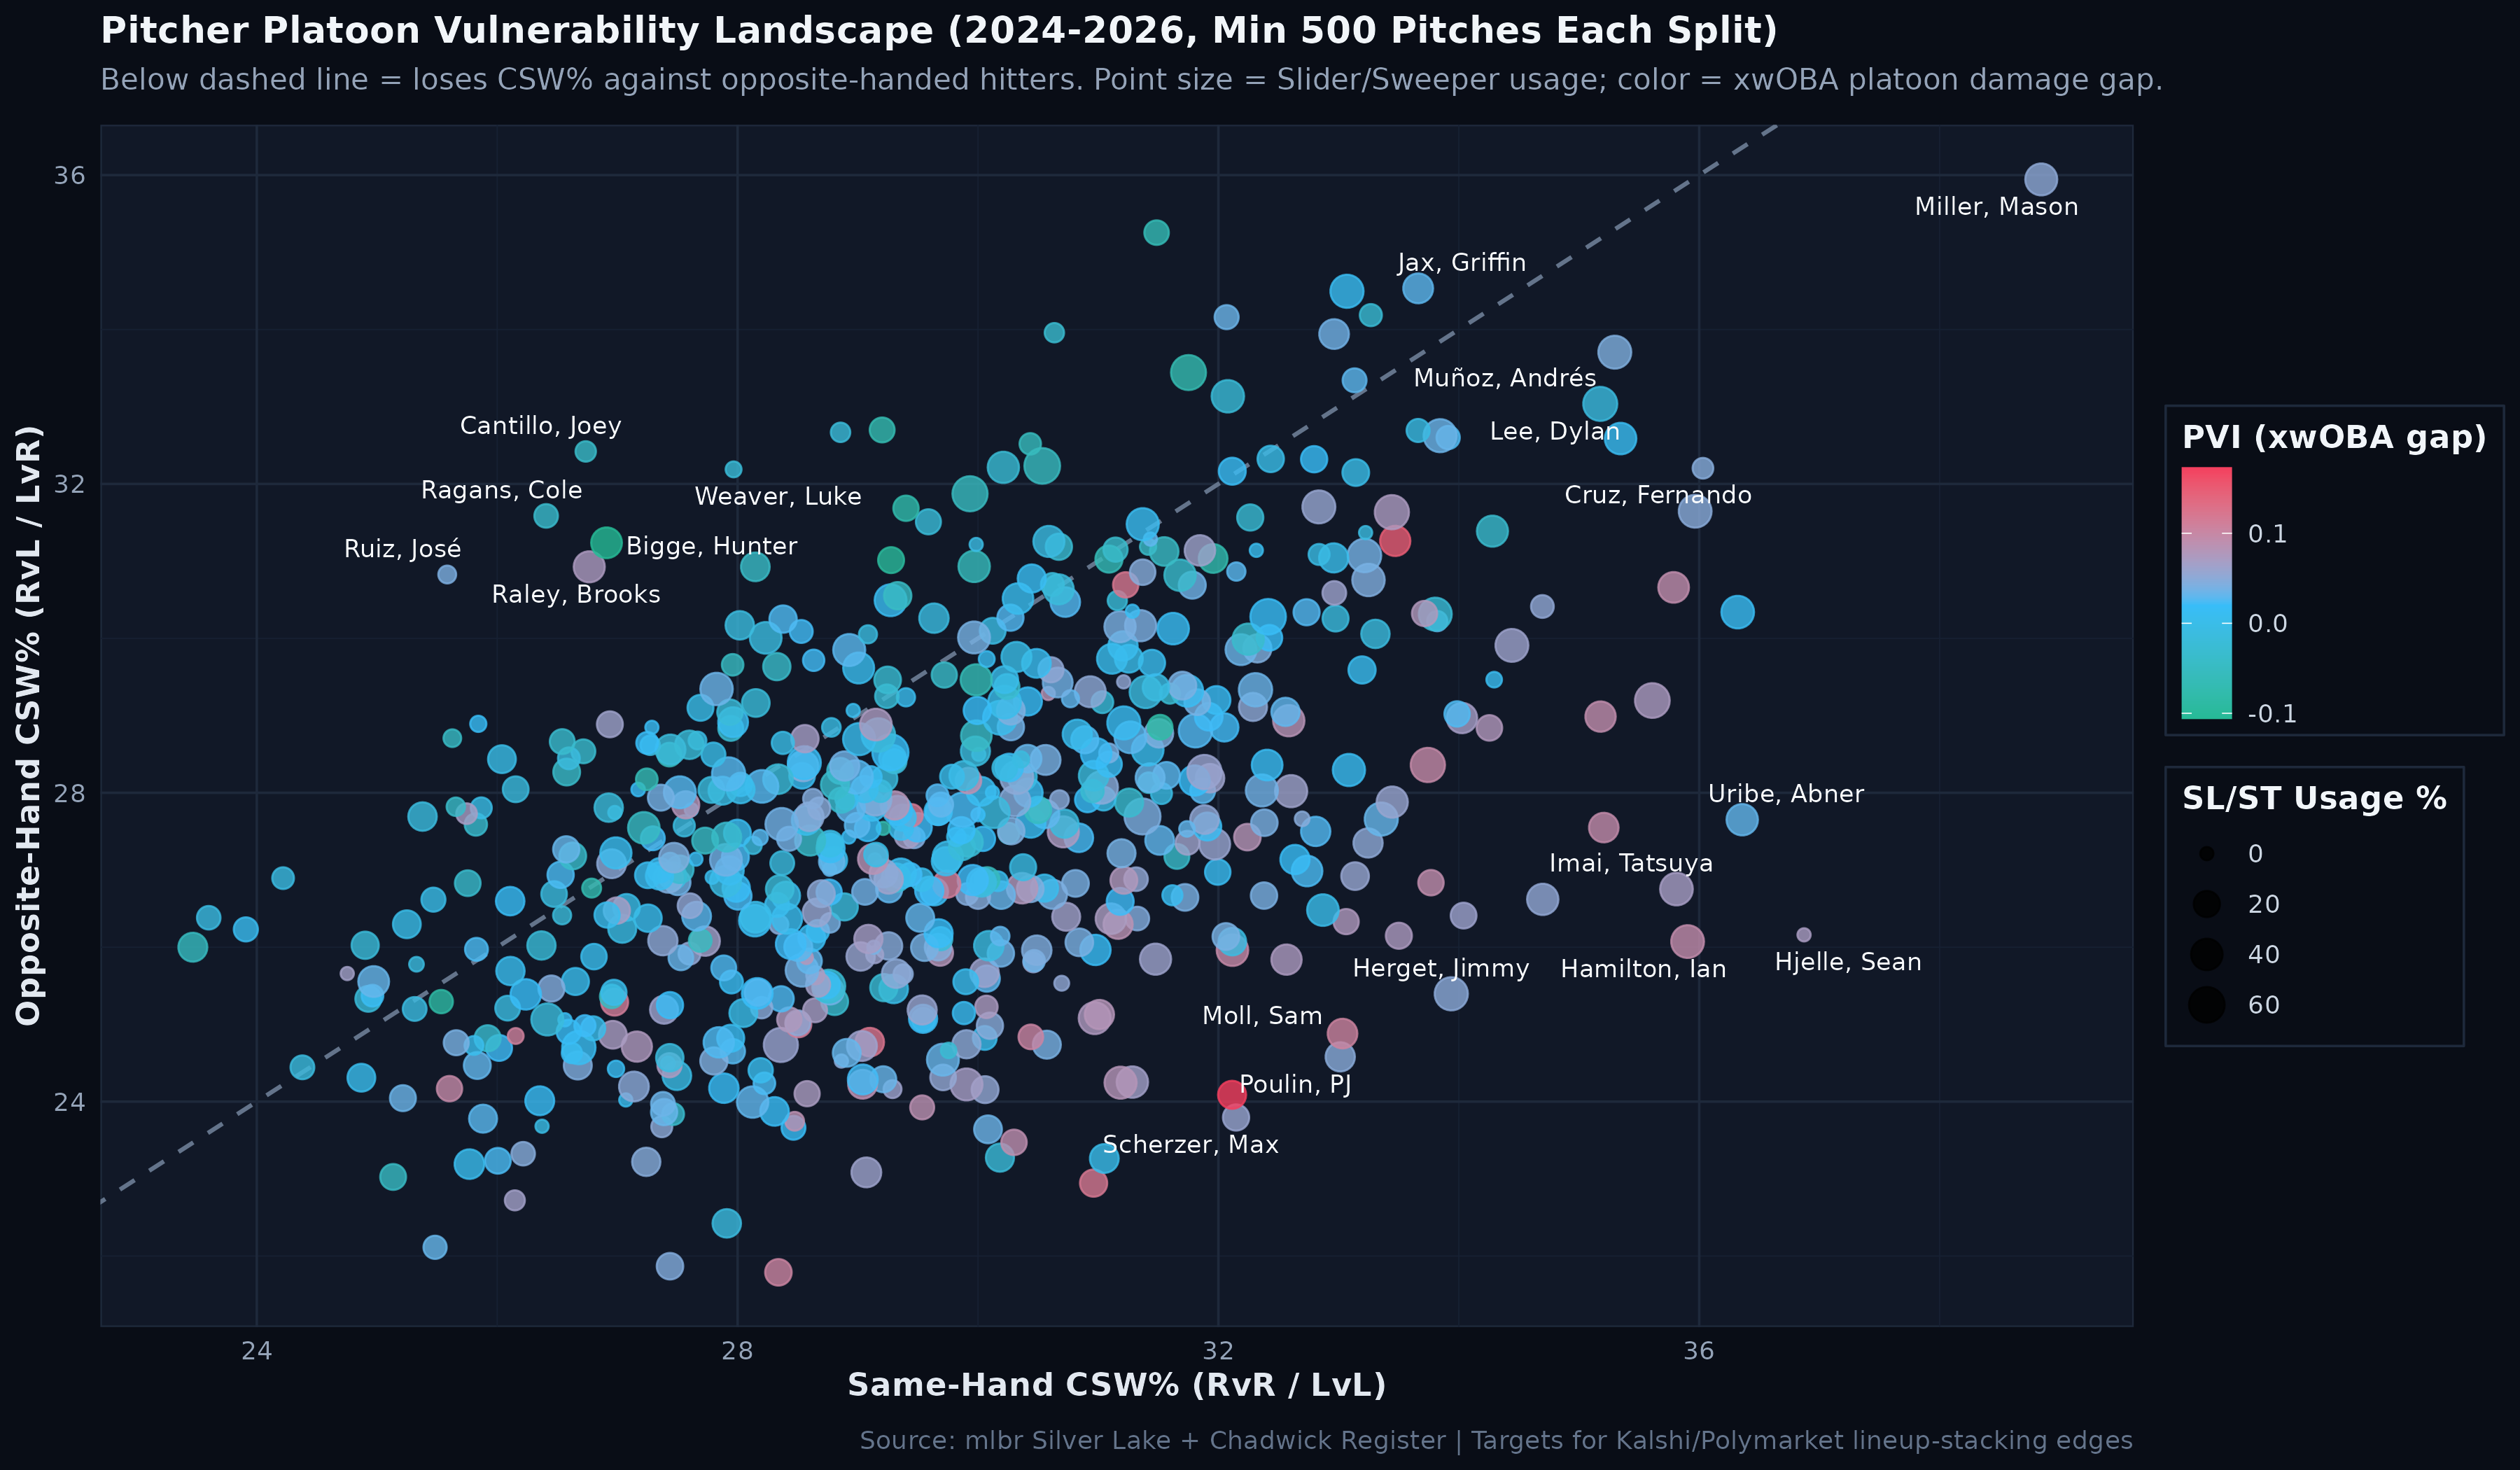 Pitcher Platoon Vulnerability Landscape (2024-2026, Min 500 Pitches Each Split)
Below dashed line = loses CSW% against opposite-handed hitters. Point size = Slider/Sweeper usage; color = xwOBA platoon damage gap.
Opposite-Hand CSW% (RvL / LvR)
36
32
28
24
Miller, Mason
Jax, Griffin
Muñoz, Andrés
Cantillo, Joey
Lee, Dylan
Ragans, Cole
Weaver, Luke
Cruz, Fernando
Ruiz, José
Bigge, Hunter
Raley, Brooks
Uribe, Abner
Imai, Tatsuya
Herget, Jimmy
Hamilton, Ian
Hjelle, Sean
Moll, Sam
Poulin, PJ
Scherzer, Max
24
28
32
36
Same-Hand CSW% (RvR / LvL)
PVI (xwOBA gap)
0.1
0.0
-0.1
SL/ST Usage %
0
20
40
60
Source: mlbr Silver Lake + Chadwick Register | Targets for Kalshi/Polymarket lineup-stacking edges